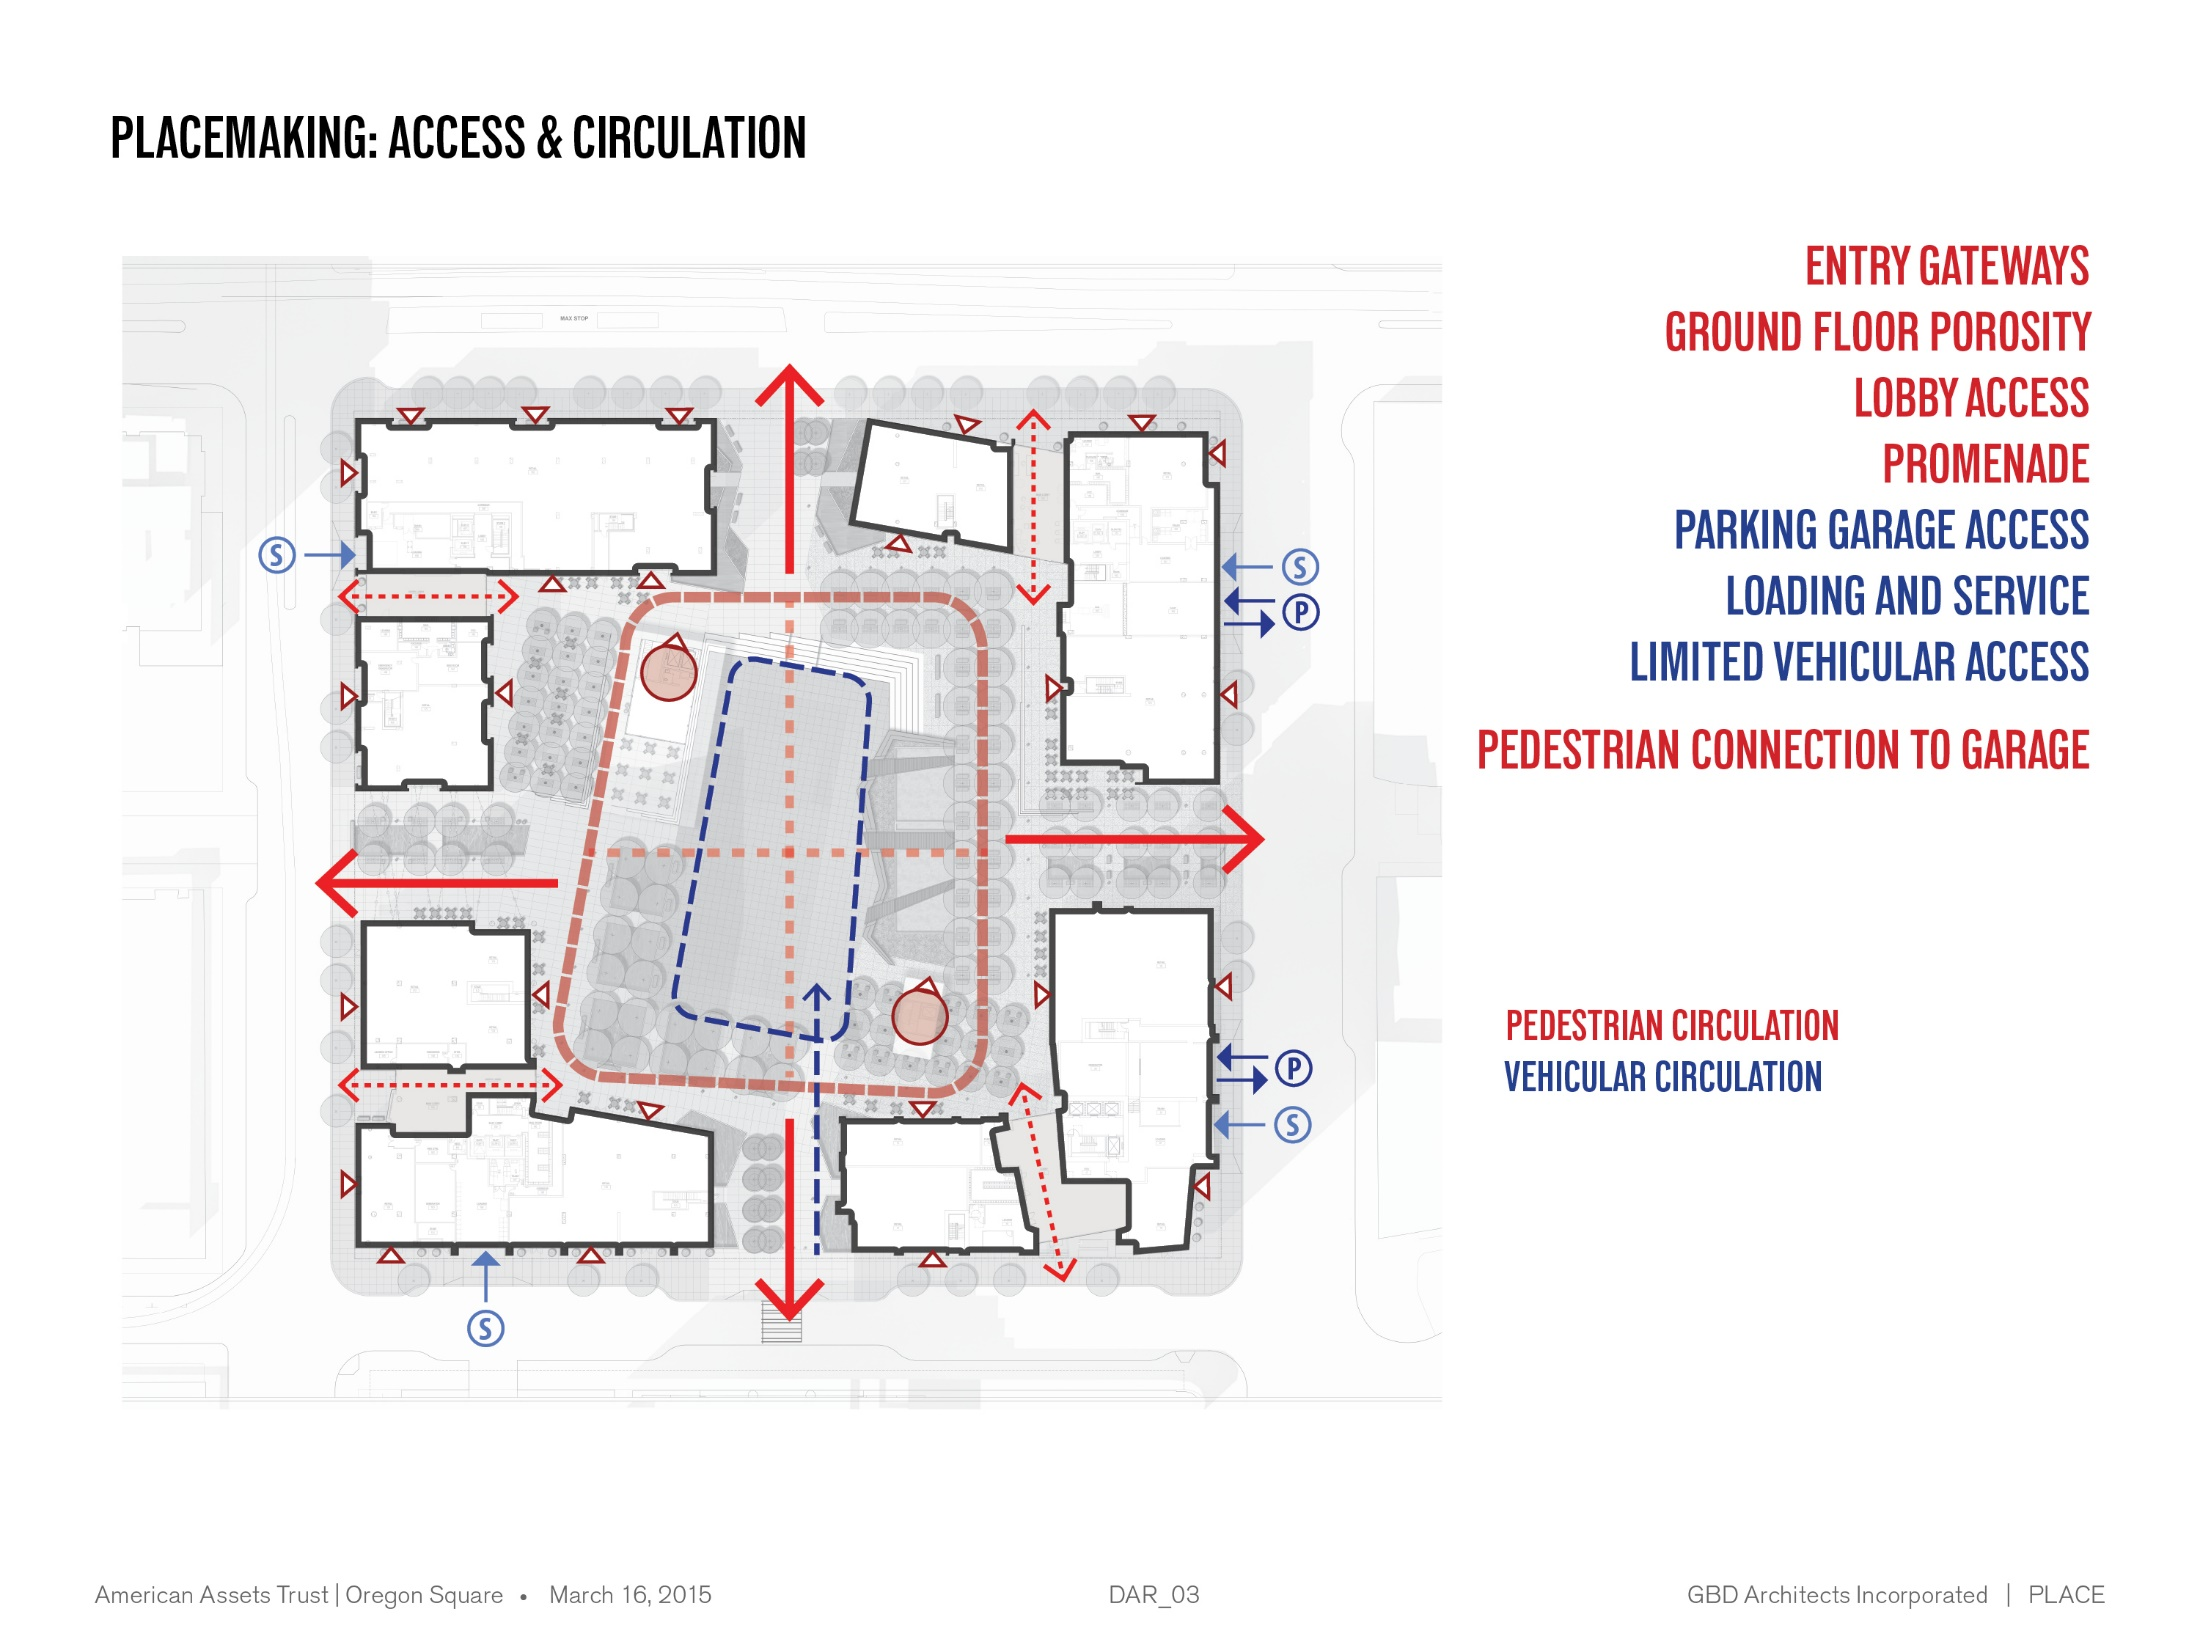 PLACEMAKING: ACCESS & CIRCULATION
ENTRY GATEWAYS
GROUND FLOOR POROSITY
LOBBY ACCESS
PROMENADE
PARKING GARAGE ACCESS
LOADING AND SERVICE
LIMITED VEHICULAR ACCESS
PEDESTRIAN CONNECTION TO GARAGE
MAX STOP
S
S
P
P
S
S
PEDESTRIAN CIRCULATION
VEHICULAR CIRCULATION
American Assets Trust | Oregon Square • March 16, 2015
DAR_03
GBD Architects Incorporated | PLACE